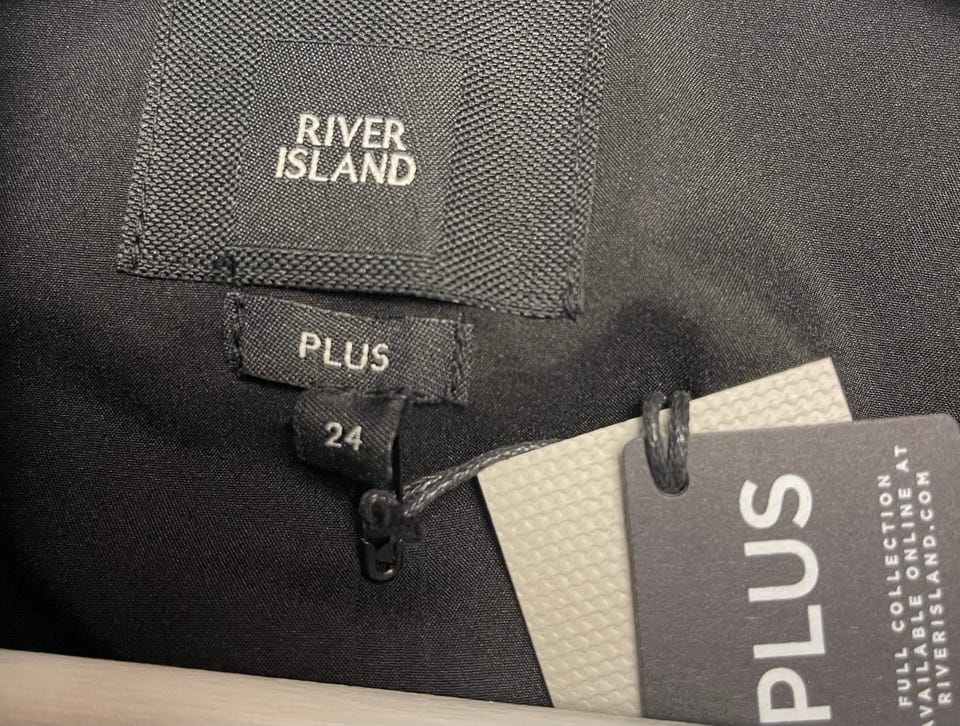 RIVER
ISLAND
PLUS
24
PLUS
FULL COLLECTION
AVAILABLE ONLINE AT
RIVERISLAND.COM